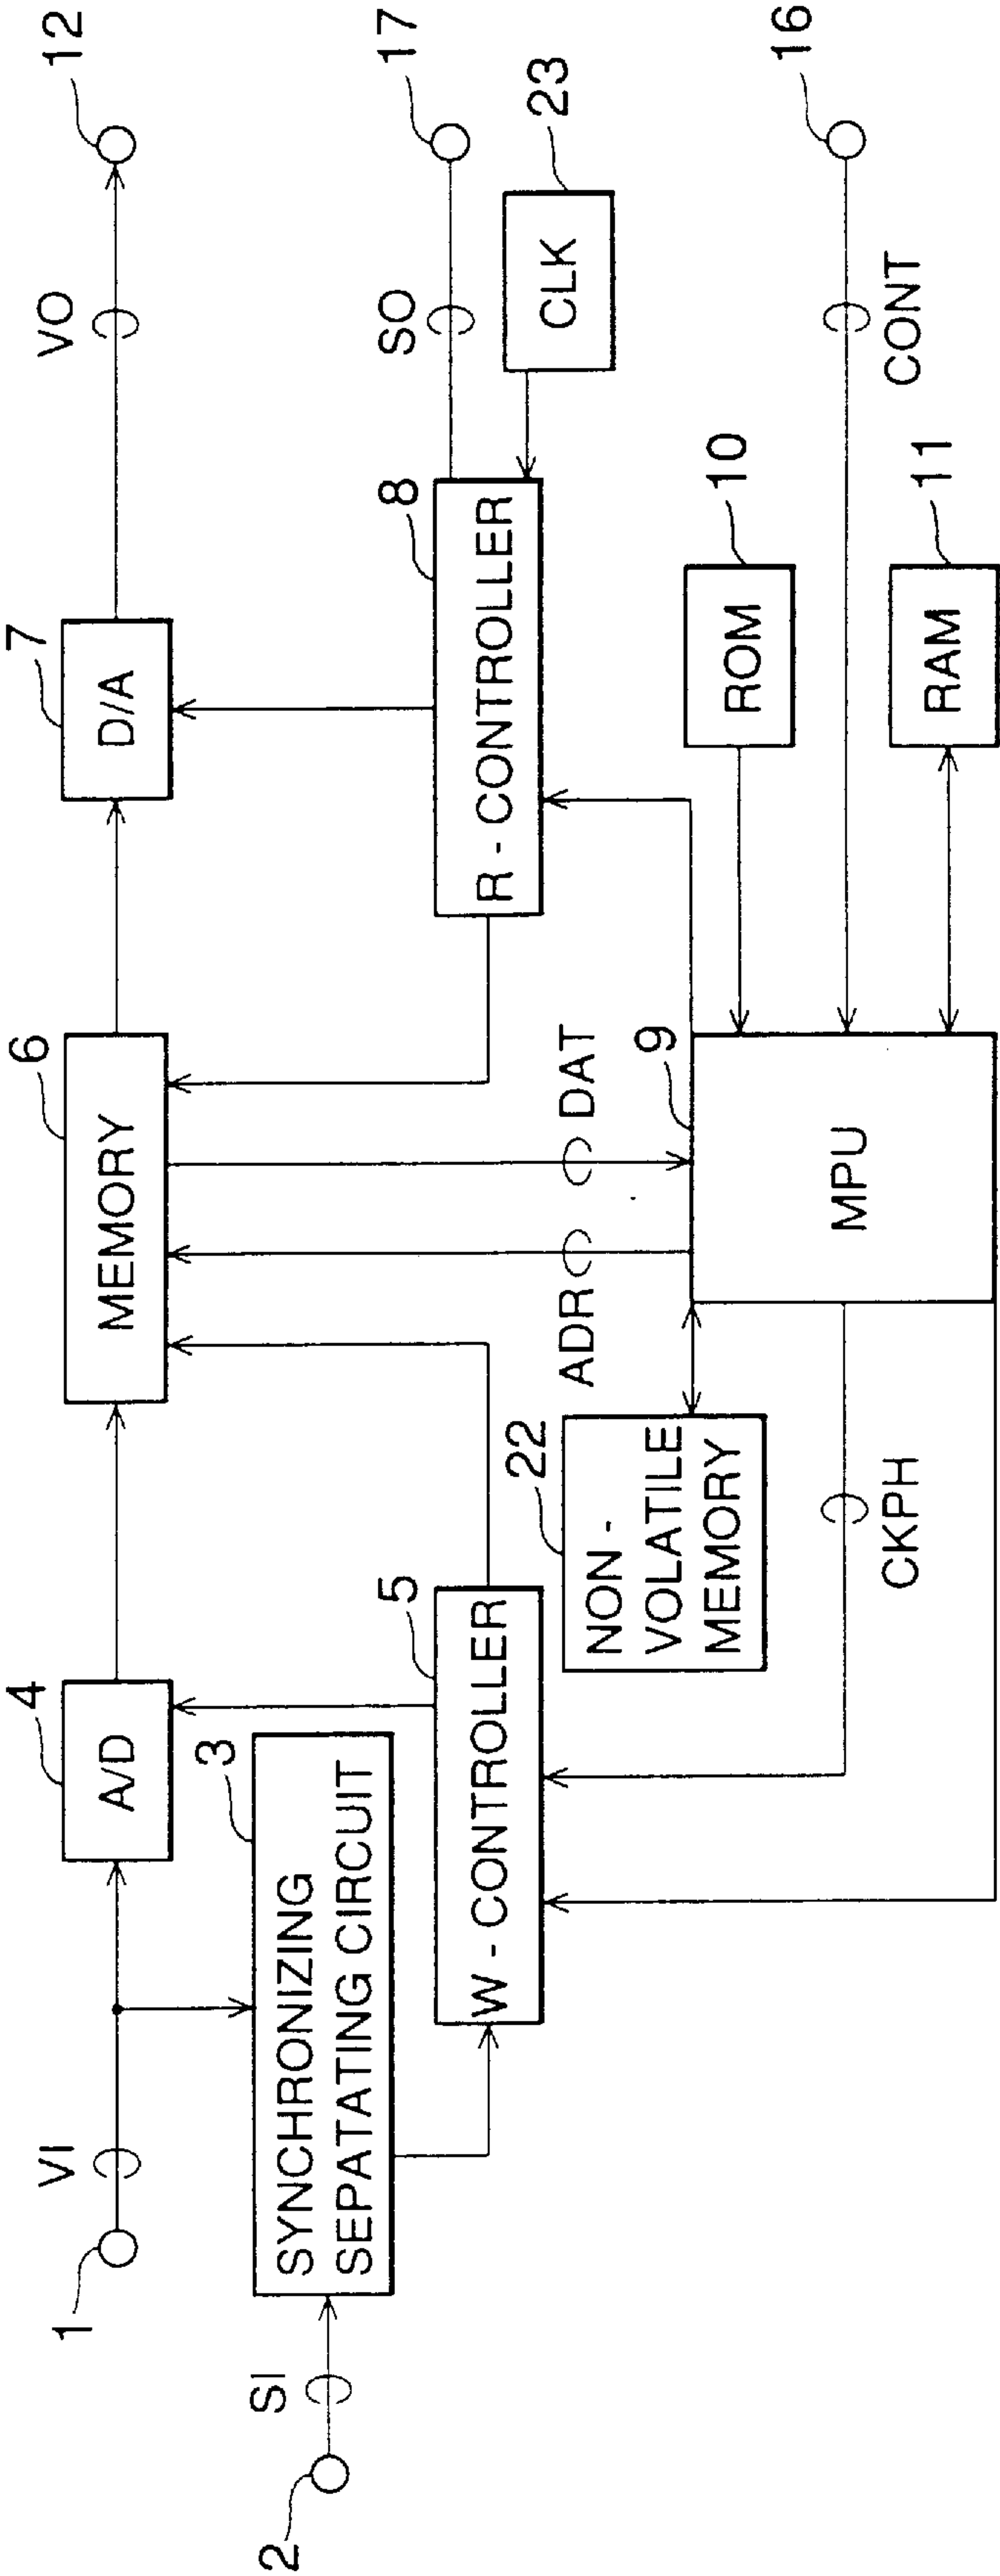 1
VI
4
A/D
6
MEMORY
7
D/A
VO
12
2
SI
3
SYNCHRONIZING
SEPATATING CIRCUIT
5
W - CONTROLLER
8
R - CONTROLLER
SO
17
CLK
23
22
NON -
VOLATILE
MEMORY
ADR
DAT
9
MPU
CKPH
ROM
10
CONT
16
RAM
11